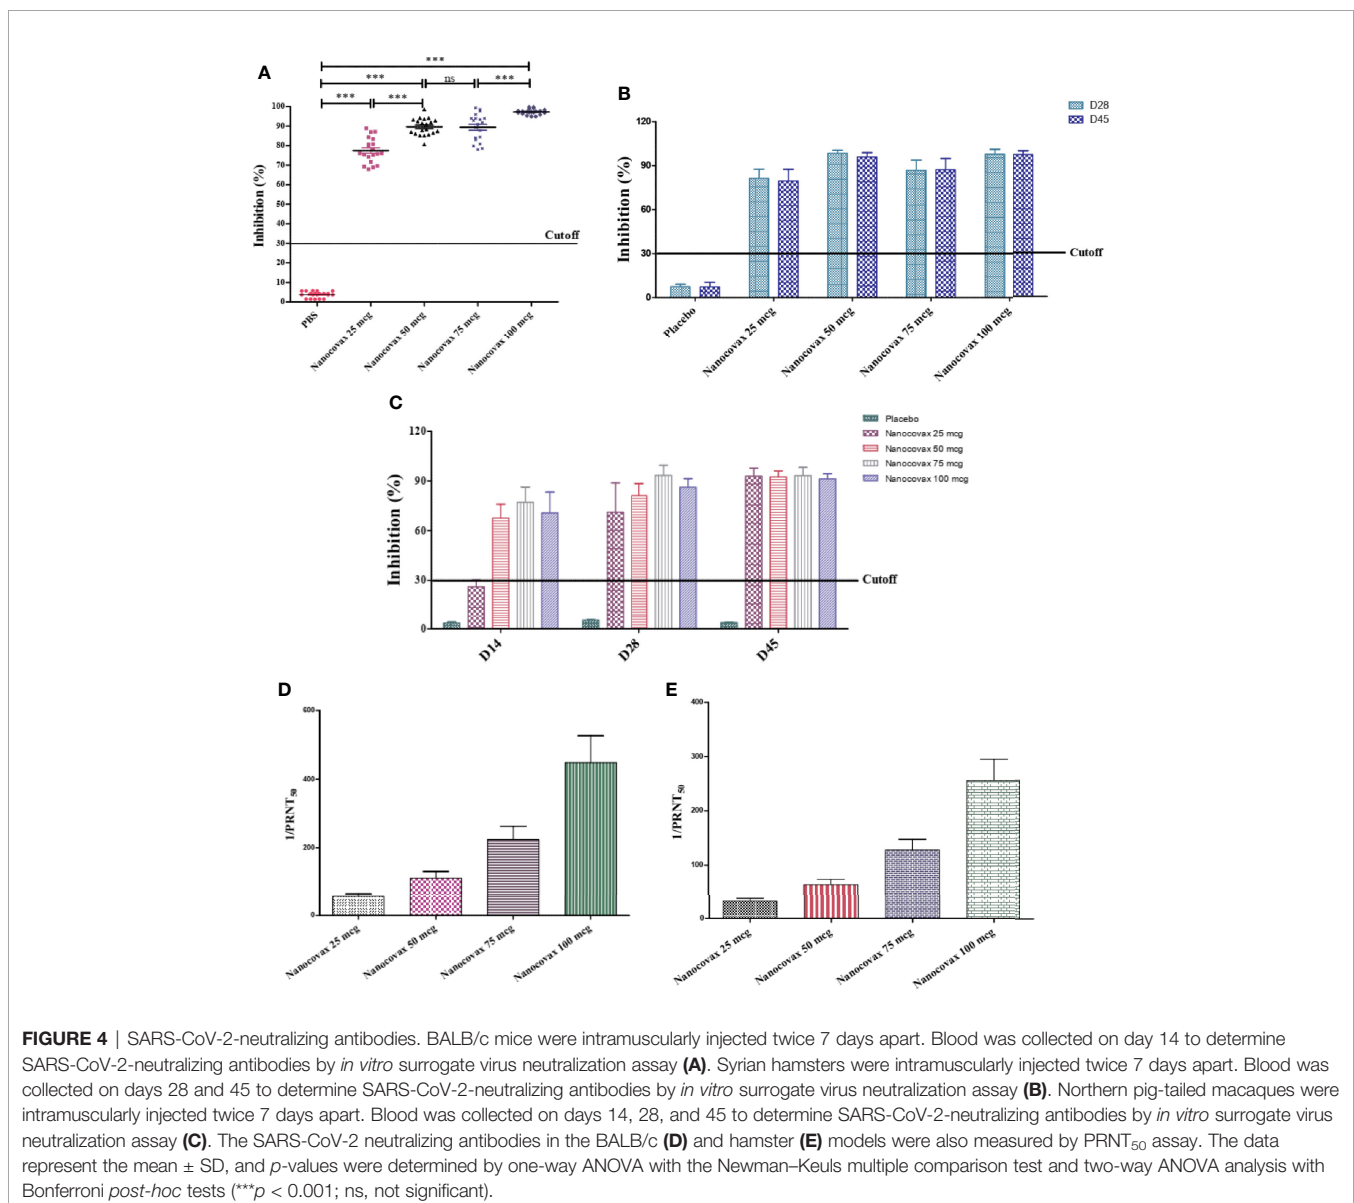 A
***
***
ns
***
***
***
Inhibition (%)
100
90
80
70
60
50
40
30
20
10
0
Cutoff
PBS
Nanocovax 25 mcg
Nanocovax 50 mcg
Nanocovax 75 mcg
Nanocovax 100 mcg
B
D28
D45
Inhibition (%)
120
90
60
30
0
Cutoff
Placebo
Nanocovax 25 mcg
Nanocovax 50 mcg
Nanocovax 75 mcg
Nanocovax 100 mcg
C
Placebo
Nanocovax 25 mcg
Nanocovax 50 mcg
Nanocovax 75 mcg
Nanocovax 100 mcg
Inhibition (%)
120
90
60
30
0
Cutoff
D14
D28
D45
D
1/PRNT50
600
400
200
0
Nanocovax 25 mcg
Nanocovax 50 mcg
Nanocovax 75 mcg
Nanocovax 100 mcg
E
1/PRNT50
400
300
200
100
0
Nanocovax 25 mcg
Nanocovax 50 mcg
Nanocovax 75 mcg
Nanocovax 100 mcg
FIGURE 4 | SARS-CoV-2-neutralizing antibodies. BALB/c mice were intramuscularly injected twice 7 days apart. Blood was collected on day 14 to determine
SARS-CoV-2-neutralizing antibodies by in vitro surrogate virus neutralization assay (A). Syrian hamsters were intramuscularly injected twice 7 days apart. Blood was
collected on days 28 and 45 to determine SARS-CoV-2-neutralizing antibodies by in vitro surrogate virus neutralization assay (B). Northern pig-tailed macaques were
intramuscularly injected twice 7 days apart. Blood was collected on days 14, 28, and 45 to determine SARS-CoV-2-neutralizing antibodies by in vitro surrogate virus
neutralization assay (C). The SARS-CoV-2 neutralizing antibodies in the BALB/c (D) and hamster (E) models were also measured by PRNT50 assay. The data
represent the mean ± SD, and p-values were determined by one-way ANOVA with the Newman–Keuls multiple comparison test and two-way ANOVA analysis with
Bonferroni post-hoc tests (***p < 0.001; ns, not significant).